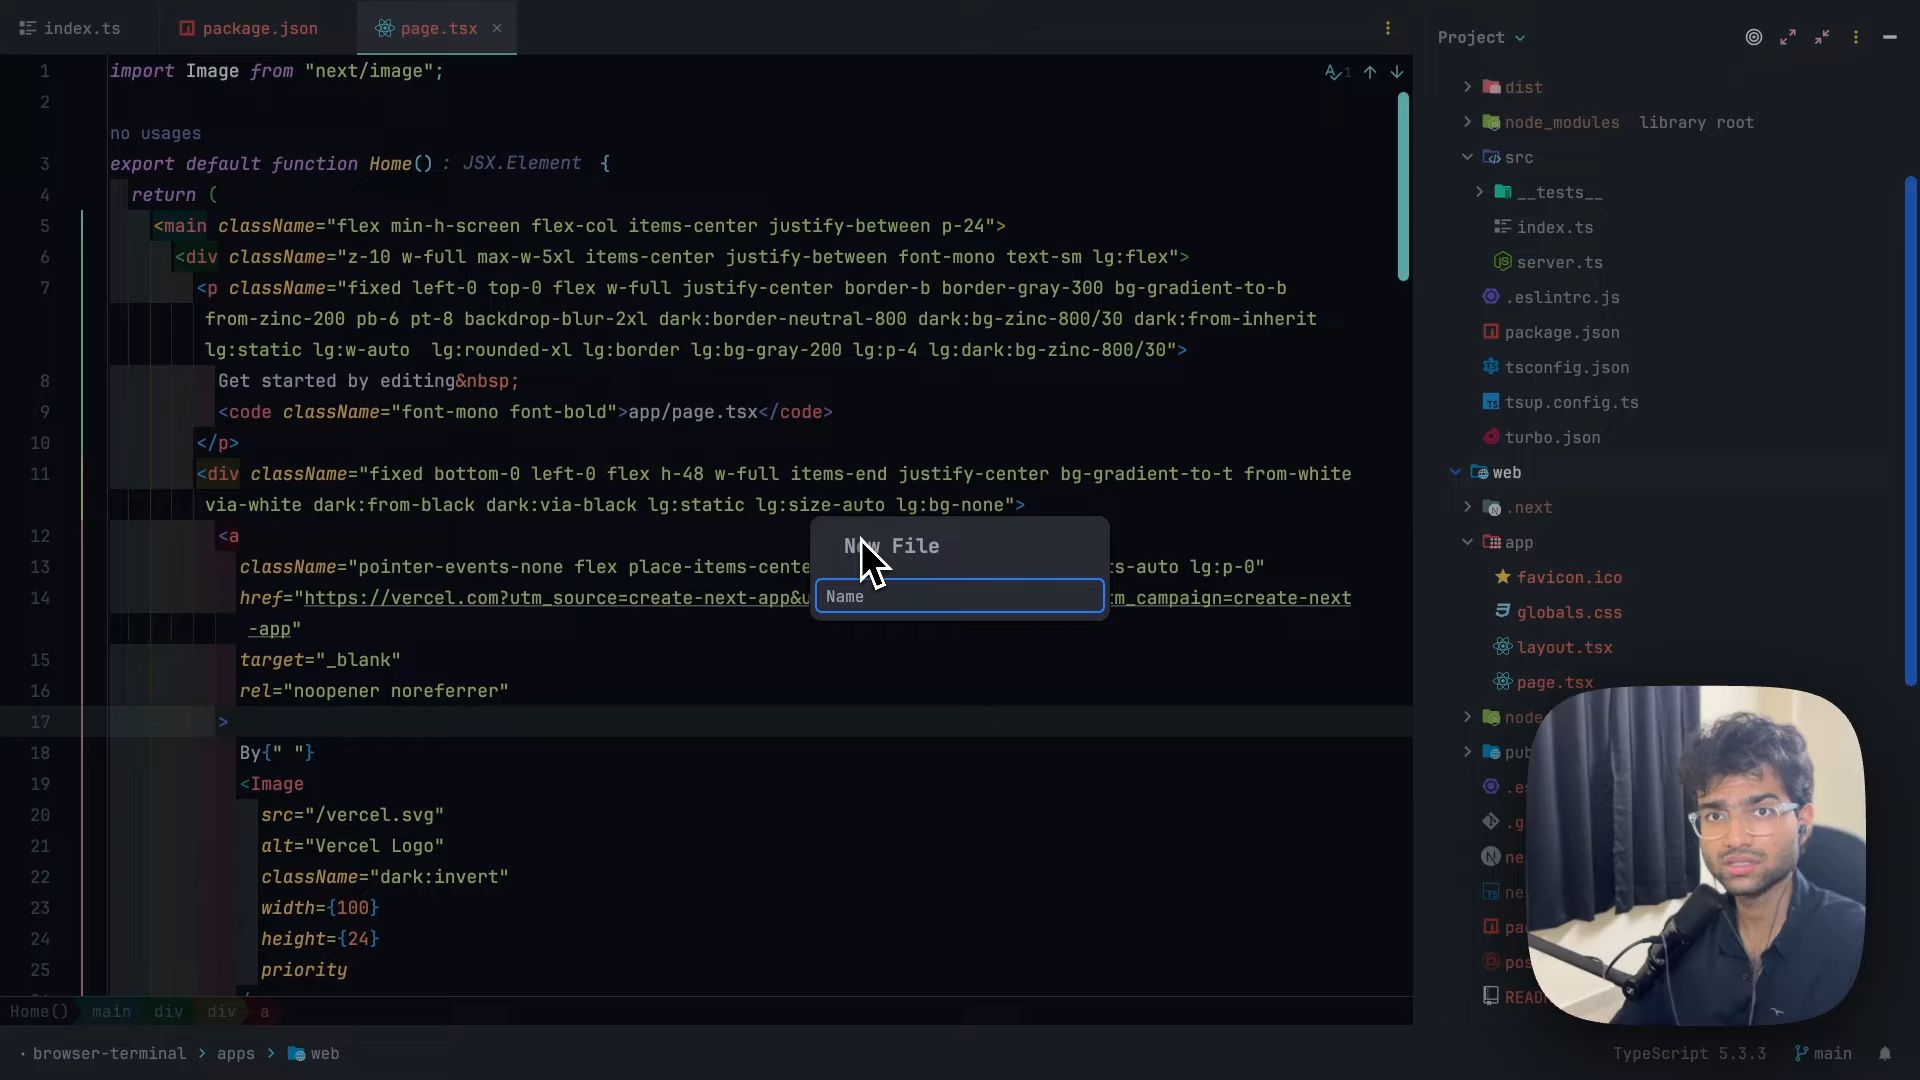 index.ts
package.json
page.tsx
Project
1 import Image from "next/image";
1
2
no usages
3 export default function Home() : JSX.Element {
4 return (
5 <main className="flex min-h-screen flex-col items-center justify-between p-24">
6 <div className="z-10 w-full max-w-5xl items-center justify-between font-mono text-sm lg:flex">
7 <p className="fixed left-0 top-0 flex w-full justify-center border-b border-gray-300 bg-gradient-to-b
from-zinc-200 pb-6 pt-8 backdrop-blur-2xl dark:border-neutral-800 dark:bg-zinc-800/30 dark:from-inherit
lg:static lg:w-auto  lg:rounded-xl lg:border lg:bg-gray-200 lg:p-4 lg:dark:bg-zinc-800/30">
8 Get started by editing&nbsp;
9 <code className="font-mono font-bold">app/page.tsx</code>
10 </p>
11 <div className="fixed bottom-0 left-0 flex h-48 w-full items-end justify-center bg-gradient-to-t from-white
via-white dark:from-black dark:via-black lg:static lg:size-auto lg:bg-none">
12 <a
13 className="pointer-events-none flex place-items-cente
s-auto lg:p-0"
14 href="https://vercel.com?utm_source=create-next-app&u
m_campaign=create-next
-app"
15 target="_blank"
16 rel="noopener noreferrer"
17 >
18 By{" "}
19 <Image
20 src="/vercel.svg"
21 alt="Vercel Logo"
22 className="dark:invert"
23 width={100}
24 height={24}
25 priority
New File
Name
dist
node_modules library root
src
__tests__
index.ts
server.ts
.eslintrc.js
package.json
tsconfig.json
tsup.config.ts
turbo.json
web
.next
app
favicon.ico
globals.css
layout.tsx
page.tsx
node
pub
.es
.g
ne
ne
pa
pos
READ
Home() main div div a
browser-terminal > apps > web
TypeScript 5.3.3 main